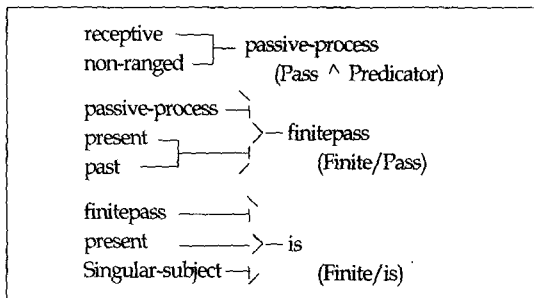 receptive
non-ranged
passive-process
(Pass ^ Predicator)
passive-process
present
past
finitepass
(Finite/Pass)
finitepass
present
Singular-subject
is
(Finite/is)